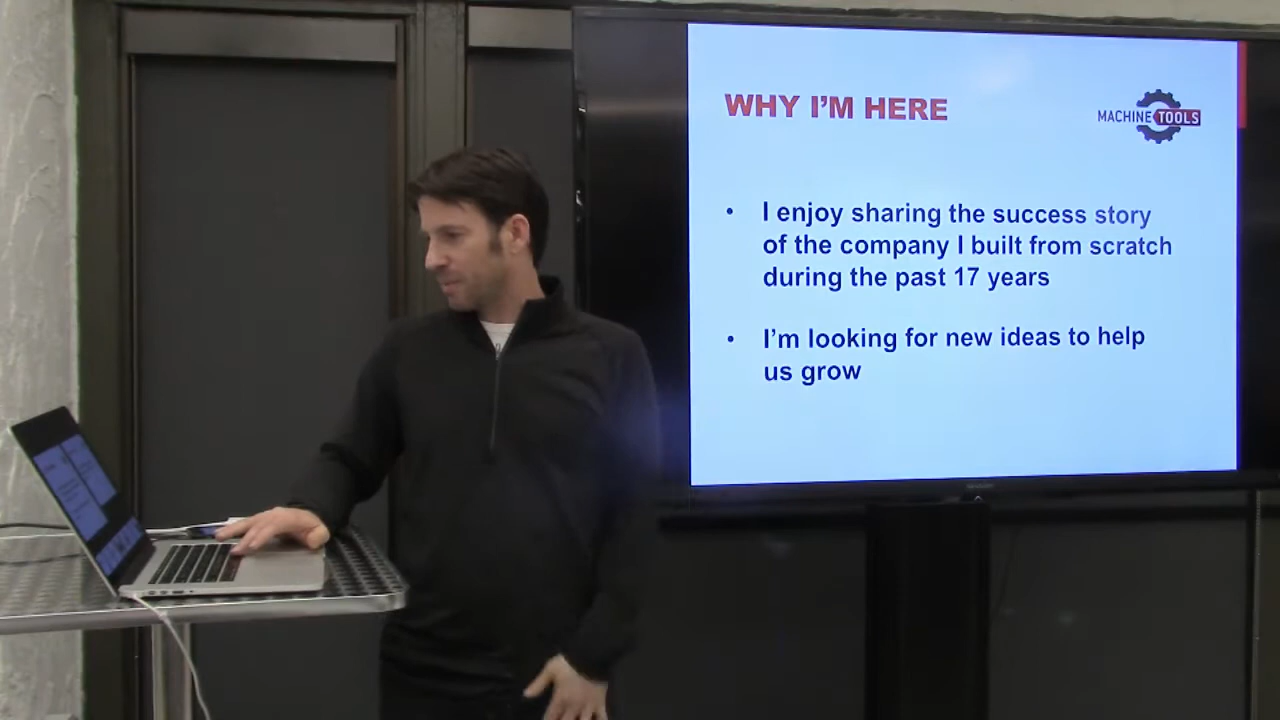 WHY I'M HERE
MACHINE TOOLS
• I enjoy sharing the success story
of the company I built from scratch
during the past 17 years
• I'm looking for new ideas to help
us grow